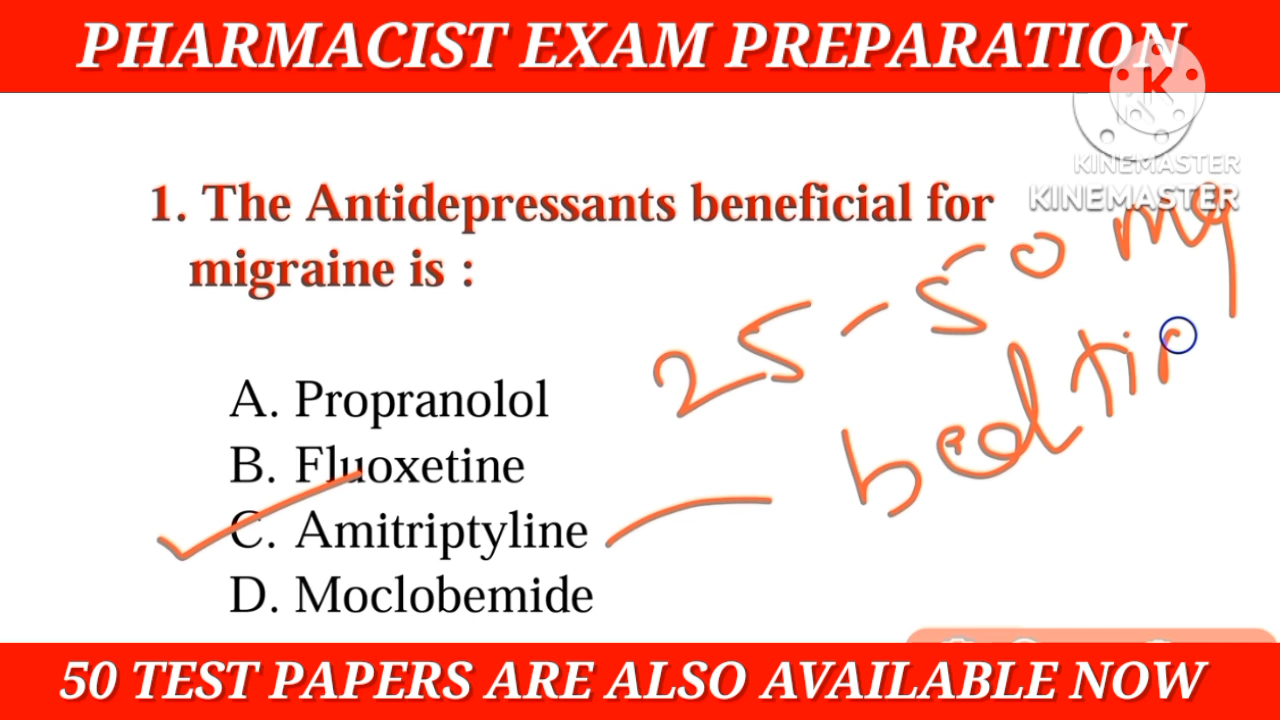 PHARMACIST EXAM PREPARATION
K
KINEMASTER
KINEMASTER
1. The Antidepressants beneficial for
migraine is :
25-50 mg
A. Propranolol
B. Fluoxetine
C. Amitriptyline
D. Moclobemide
50 TEST PAPERS ARE ALSO AVAILABLE NOW